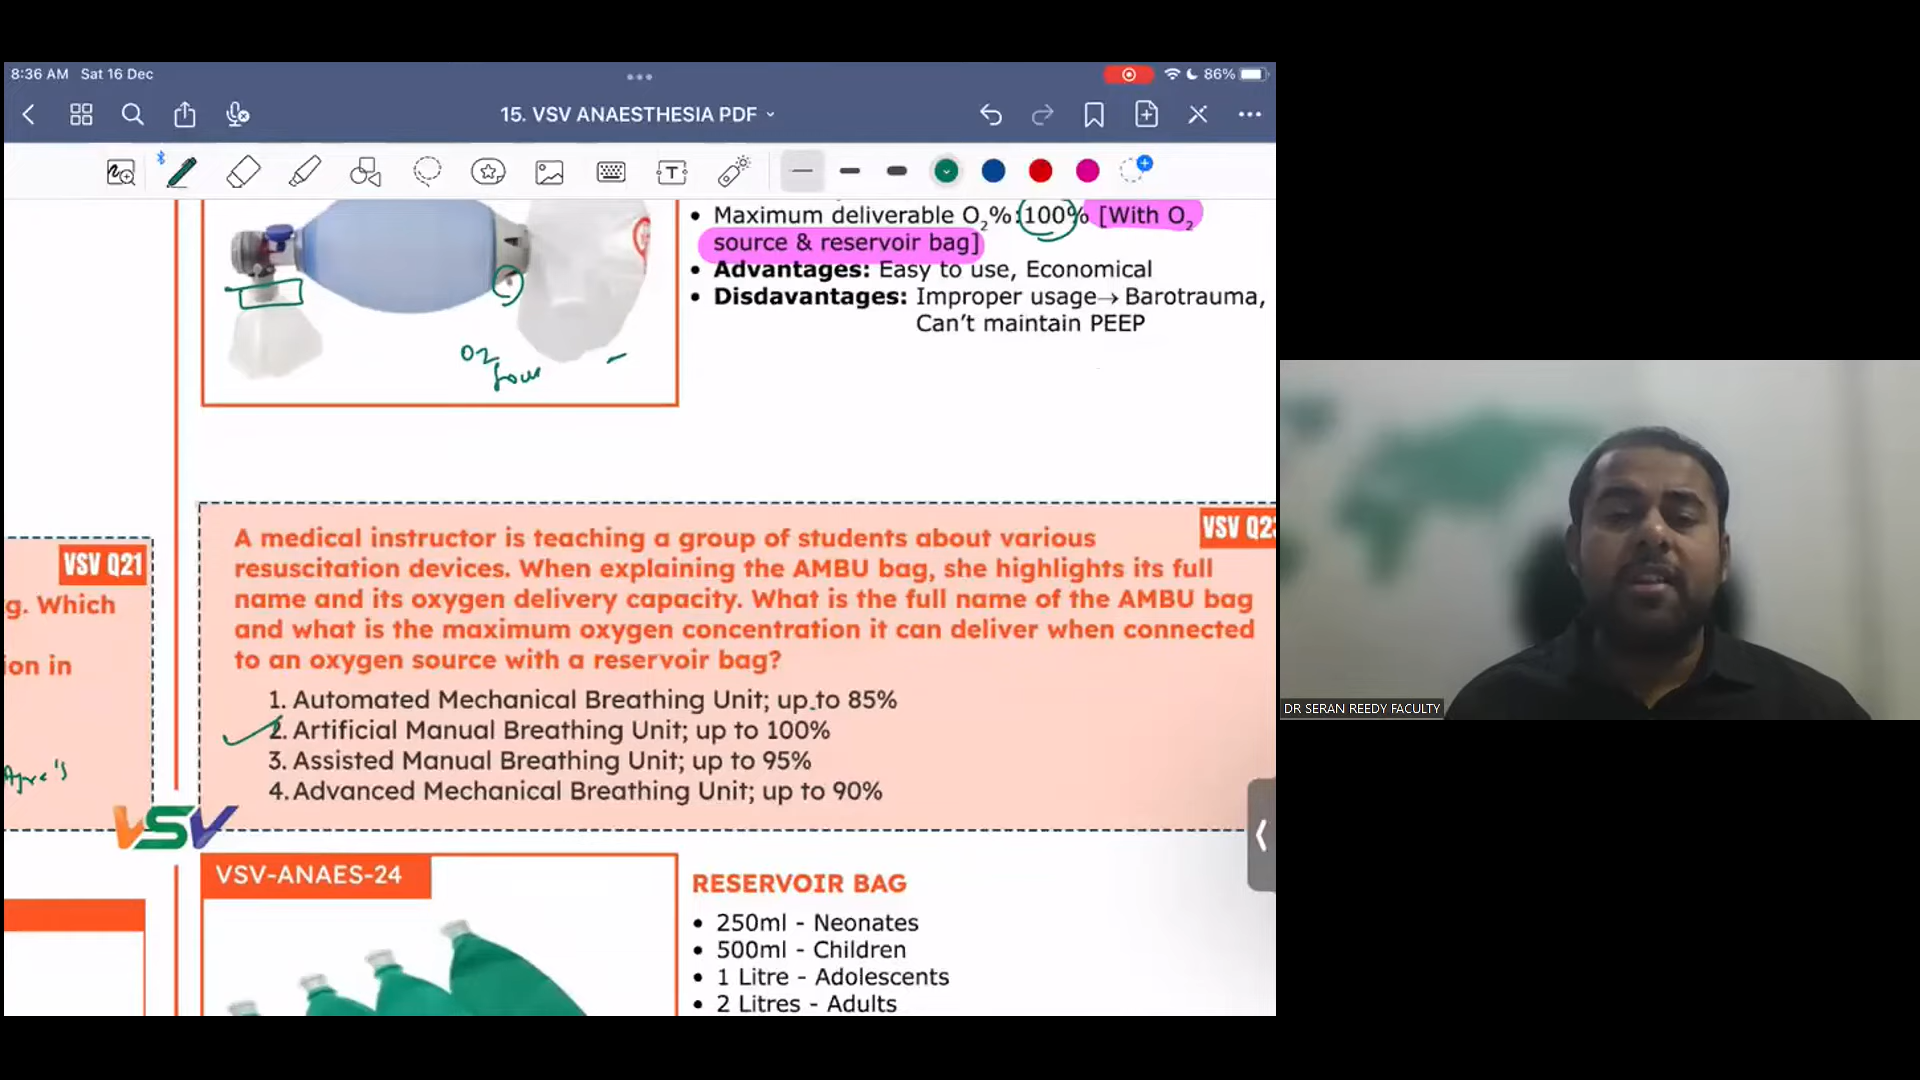 8:36 AM Sat 16 Dec
86%
15. VSV ANAESTHESIA PDF
T
• Maximum deliverable O2%:100% [With O2
source & reservoir bag]
• Advantages: Easy to use, Economical
• Disdavantages: Improper usage→ Barotrauma,
Can't maintain PEEP
O2
VSV Q21
g. Which
ion in
Ayre's
VSV
VSV Q23
A medical instructor is teaching a group of students about various
resuscitation devices. When explaining the AMBU bag, she highlights its full
name and its oxygen delivery capacity. What is the full name of the AMBU bag
and what is the maximum oxygen concentration it can deliver when connected
to an oxygen source with a reservoir bag?
1. Automated Mechanical Breathing Unit; up to 85%
2. Artificial Manual Breathing Unit; up to 100%
3. Assisted Manual Breathing Unit; up to 95%
4. Advanced Mechanical Breathing Unit; up to 90%
VSV-ANAES-24
RESERVOIR BAG
• 250ml - Neonates
• 500ml - Children
• 1 Litre - Adolescents
• 2 Litres - Adults
DR SERAN REEDY FACULTY